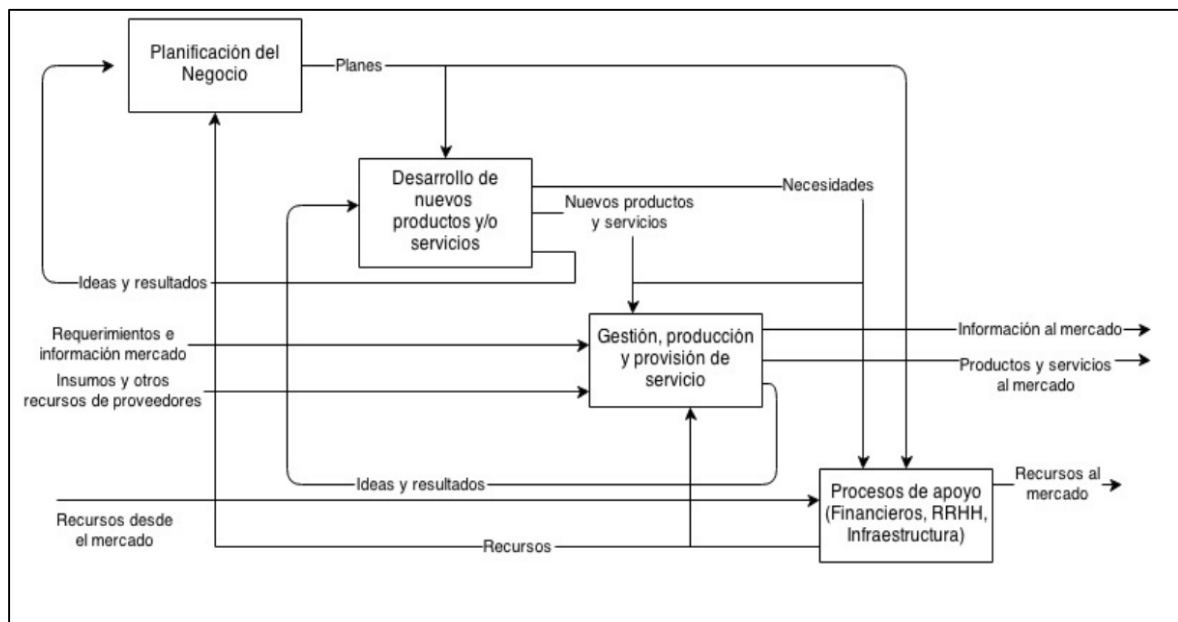 Planificación del
Negocio
Planes
Desarrollo de
nuevos
productos y/o
servicios
Necesidades
Nuevos productos
y servicios
Ideas y resultados
Requerimientos e
información mercado
Insumos y otros
recursos de proveedores
Gestión, producción
y provisión de
servicio
Información al mercado
Productos y servicios
al mercado
Ideas y resultados
Recursos desde
el mercado
Procesos de apoyo
(Financieros, RRHH,
Infraestructura)
Recursos al
mercado
Recursos